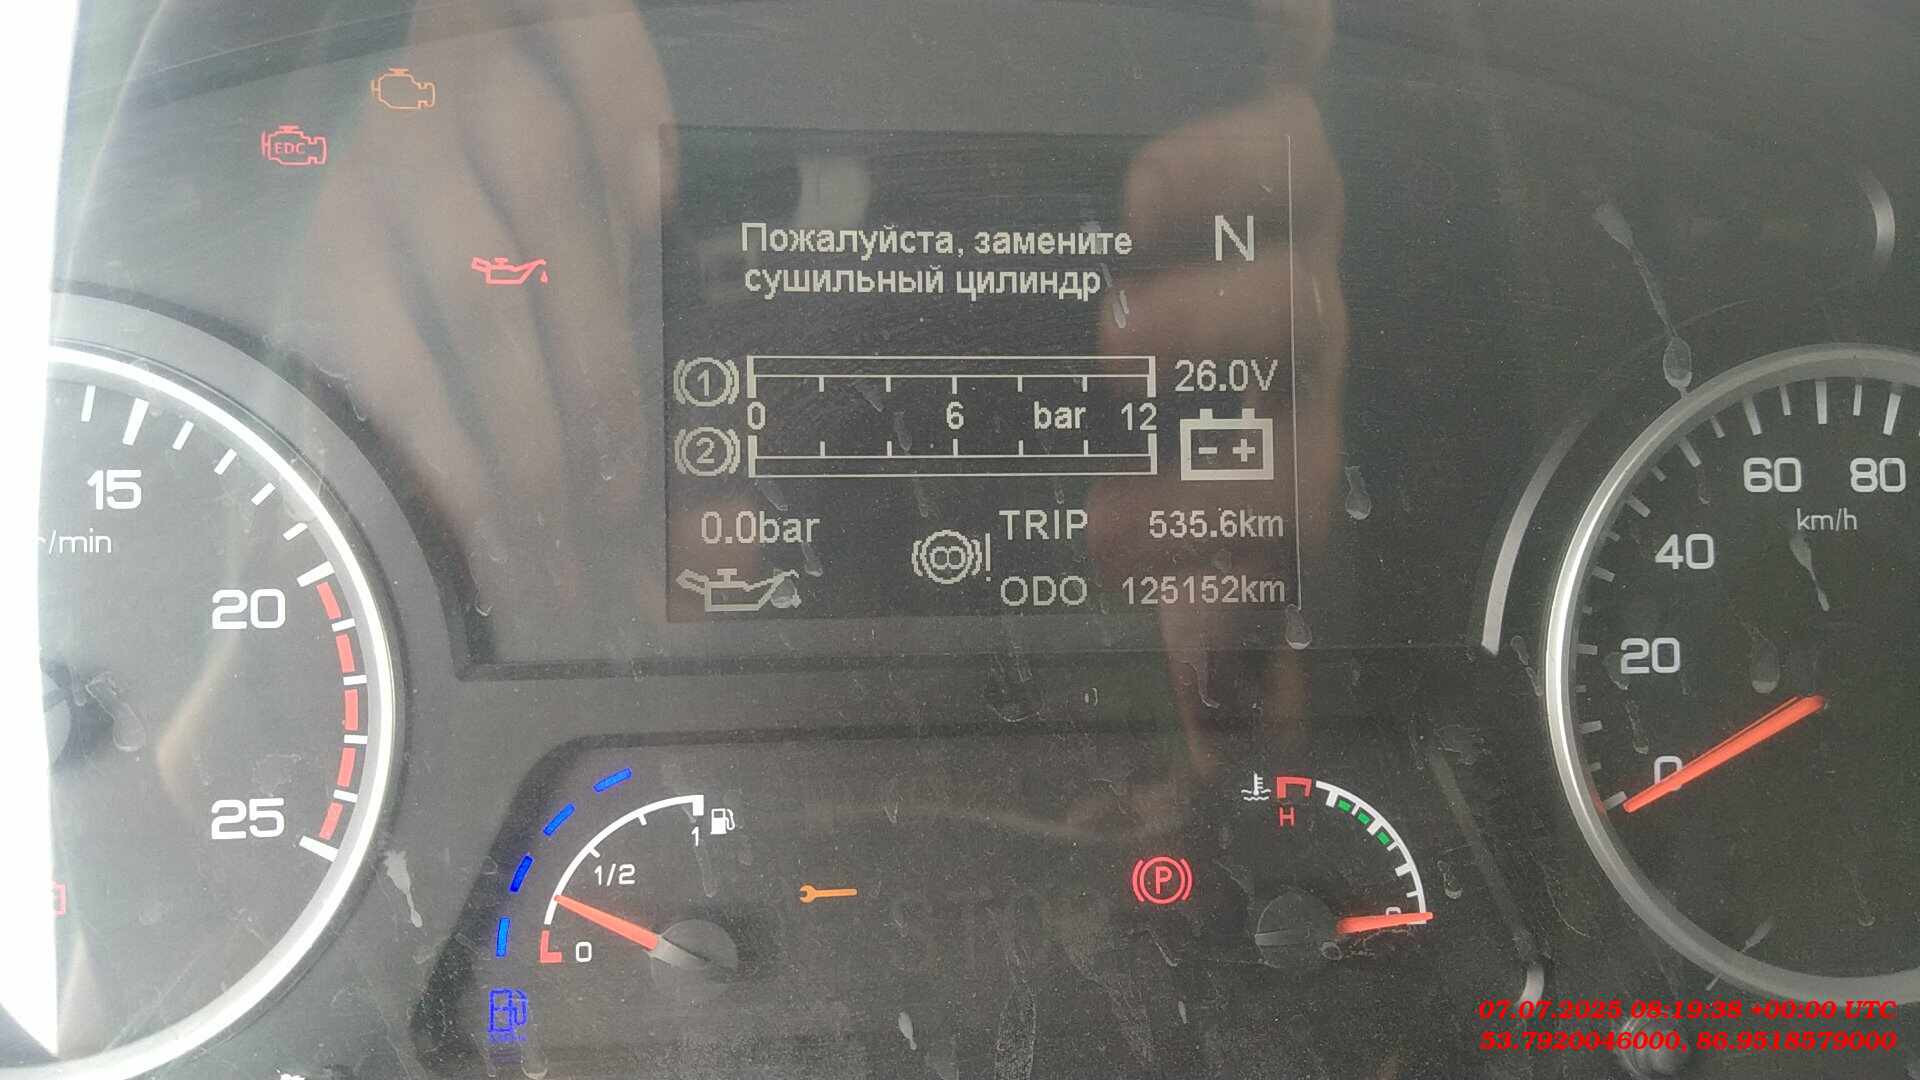 EDC
Пожалуйста, замените
сушильный цилиндр
N
1
26.0V
0 6 bar 12
2
- +
0.0bar
TRIP 535.6km
ODO 125152km
15
r/min
20
25
60 80
km/h
40
20
0
1
1/2
0
H
P
07.07.2025 08:19:38 +00:00 UTC
53.7920046000, 86.9518579000